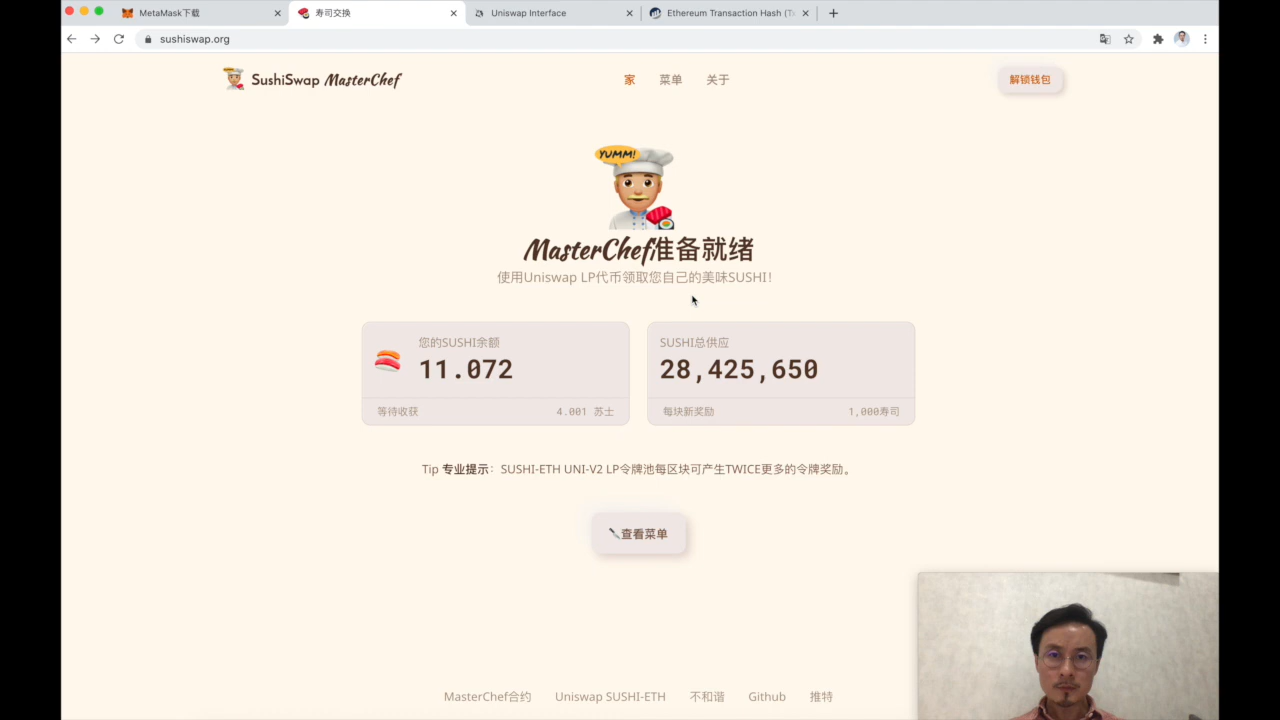 MetaMask下载
寿司交换
Uniswap Interface
Ethereum Transaction Hash (T
sushiswap.org
SushiSwap MasterChef
家
菜单
关于
解锁钱包
YUMM!
MasterChef准备就绪
使用Uniswap LP代币领取您自己的美味SUSHI！
您的SUSHI余额
11.072
等待收获 4.001 苏士
SUSHI总供应
28,425,650
每块新奖励 1,000寿司
Tip 专业提示：SUSHI-ETH UNI-V2 LP令牌池每区块可产生TWICE更多的令牌奖励。
查看菜单
MasterChef合约
Uniswap SUSHI-ETH
不和谐
Github
推特